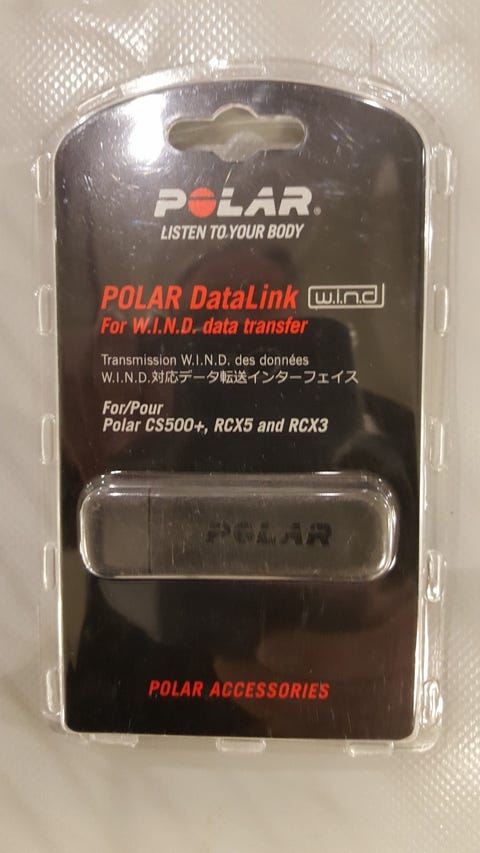 POLAR®
LISTEN TO YOUR BODY
POLAR DataLink w.i.n.d
For W.I.N.D. data transfer
Transmission W.I.N.D. des données
W.I.N.D.対応データ転送インターフェイス
For/Pour
Polar CS500+, RCX5 and RCX3
POLAR
POLAR ACCESSORIES